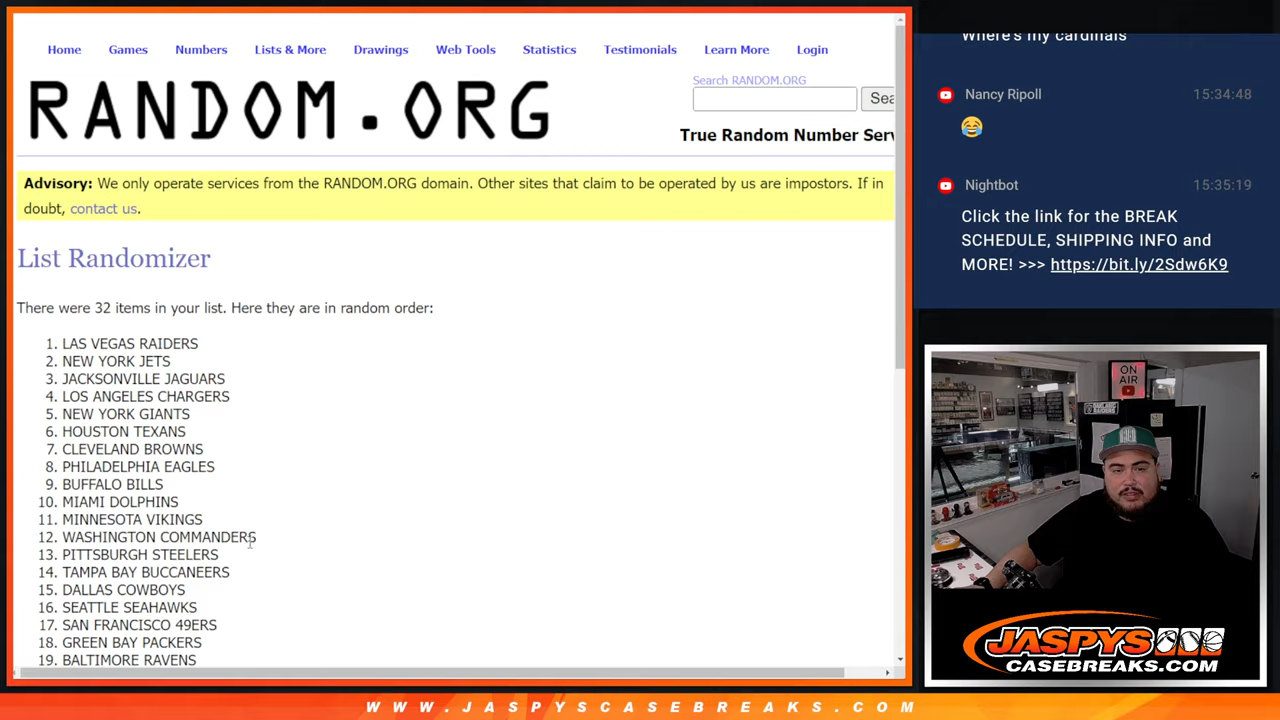 Home Games Numbers Lists & More Drawings Web Tools Statistics Testimonials Learn More Login
RANDOM.ORG
Search RANDOM.ORG
Sea
True Random Number Serv
Advisory: We only operate services from the RANDOM.ORG domain. Other sites that claim to be operated by us are impostors. If in
doubt, contact us.
List Randomizer
There were 32 items in your list. Here they are in random order:
1. LAS VEGAS RAIDERS
2. NEW YORK JETS
3. JACKSONVILLE JAGUARS
4. LOS ANGELES CHARGERS
5. NEW YORK GIANTS
6. HOUSTON TEXANS
7. CLEVELAND BROWNS
8. PHILADELPHIA EAGLES
9. BUFFALO BILLS
10. MIAMI DOLPHINS
11. MINNESOTA VIKINGS
12. WASHINGTON COMMANDERS
13. PITTSBURGH STEELERS
14. TAMPA BAY BUCCANEERS
15. DALLAS COWBOYS
16. SEATTLE SEAHAWKS
17. SAN FRANCISCO 49ERS
18. GREEN BAY PACKERS
19. BALTIMORE RAVENS
Where's my cardinals
Nancy Ripoll 15:34:48
😂
Nightbot 15:35:19
Click the link for the BREAK
SCHEDULE, SHIPPING INFO and
MORE! >>> https://bit.ly/2Sdw6K9
ON
AIR
JASPYS
CASEBREAKS.COM
WWW.JASPYSCASEBREAKS.COM